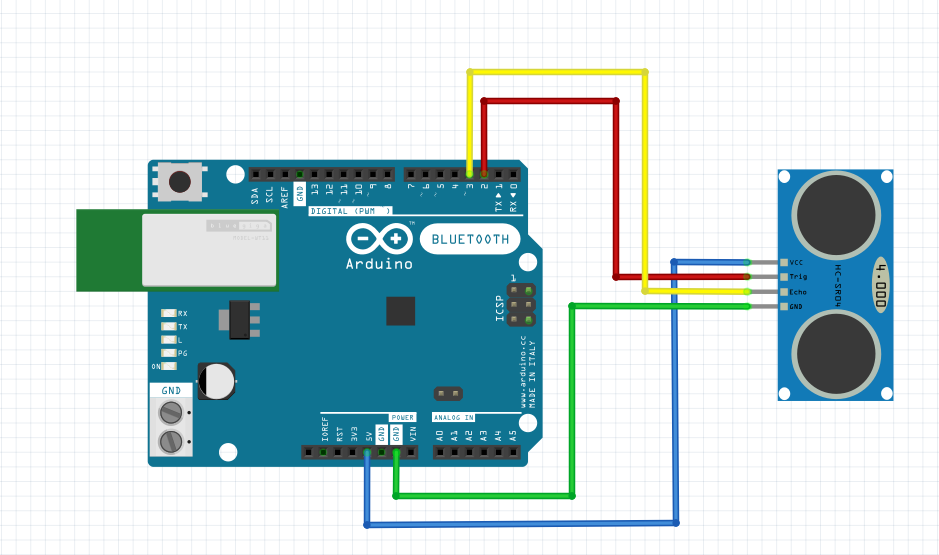 SDA
SCL
AREF
GND
13
12
~ 11
~ 10
~ 9
8
7
~ 6
~ 5
4
~ 3
2
TX ▶ 1
RX ◀ 0
DIGITAL (PWM ~)
TM
BLUETOOTH
Arduino
1
ICSP
RX
TX
L
PG
ON
GND
www.arduino.cc
MADE IN ITALY
POWER
ANALOG IN
IOREF
RST
3V3
5V
GND
GND
VIN
A0
A1
A2
A3
A4
A5
VCC
Trig
Echo
GND
HC-SR04
4.000